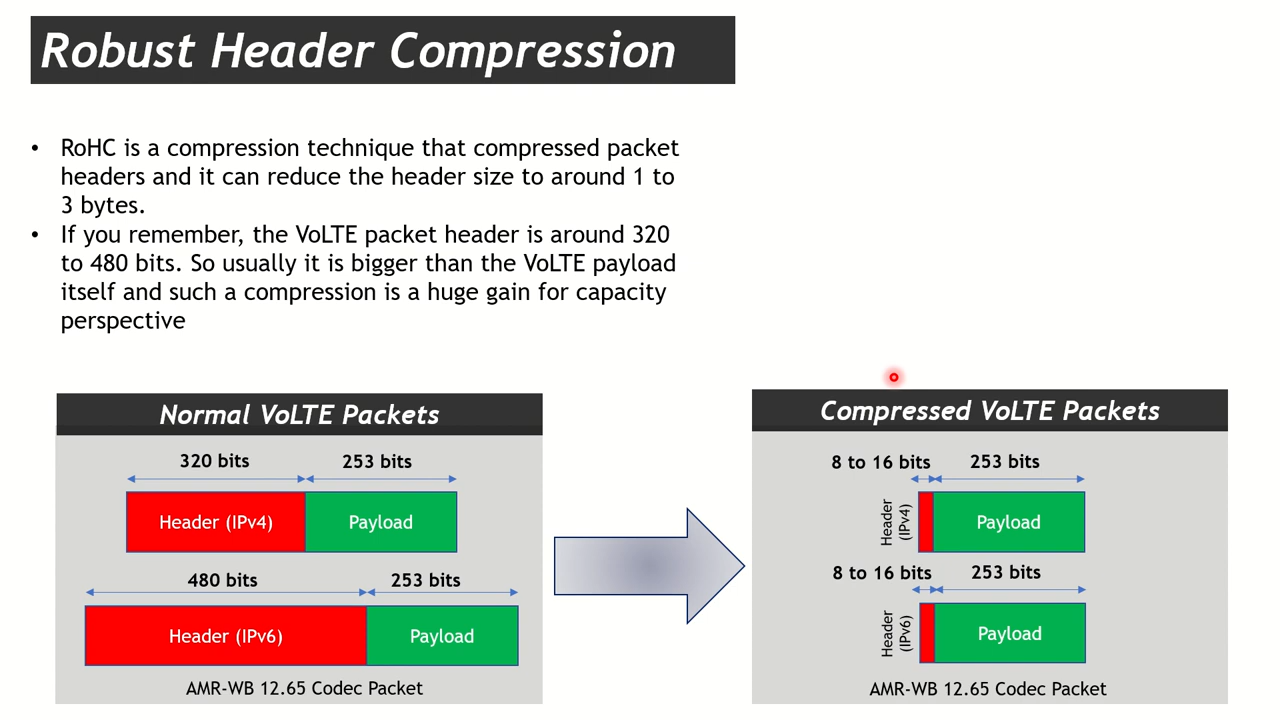 Robust Header Compression
• RoHC is a compression technique that compressed packet
headers and it can reduce the header size to around 1 to
3 bytes.
• If you remember, the VoLTE packet header is around 320
to 480 bits. So usually it is bigger than the VoLTE payload
itself and such a compression is a huge gain for capacity
perspective
Normal VoLTE Packets
320 bits 253 bits
Header (IPv4) Payload
480 bits 253 bits
Header (IPv6) Payload
AMR-WB 12.65 Codec Packet
Compressed VoLTE Packets
8 to 16 bits 253 bits
Header
(IPv4)
Payload
8 to 16 bits 253 bits
Header
(IPv6)
Payload
AMR-WB 12.65 Codec Packet